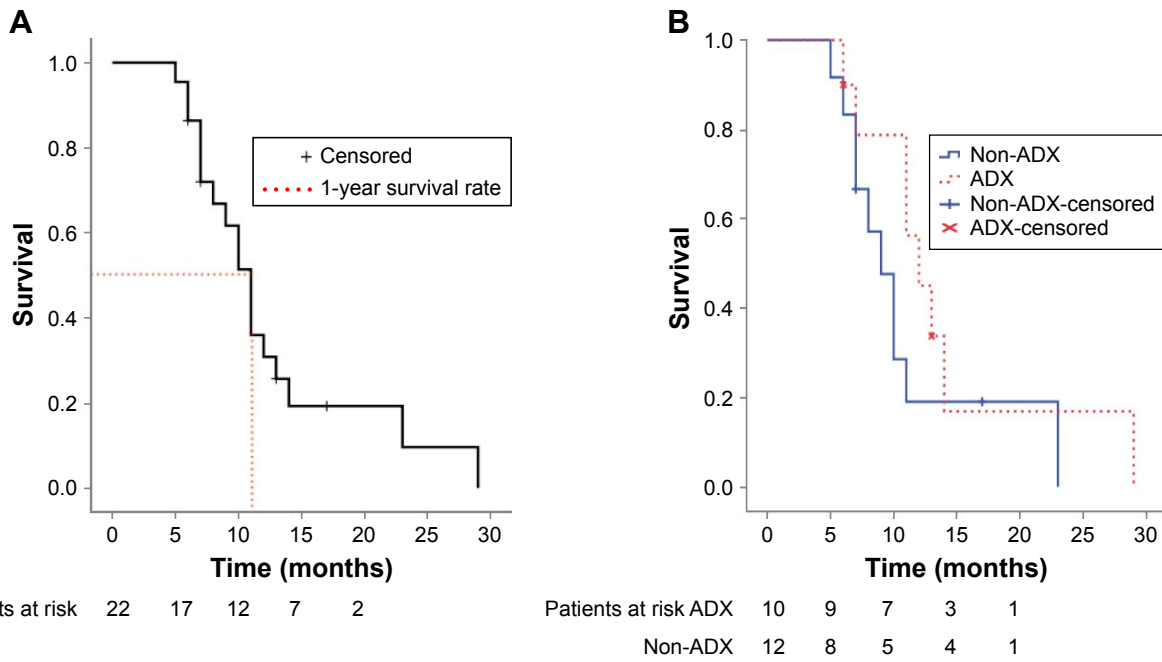 A
1.0
0.8
0.6
0.4
0.2
0.0
Survival
Censored
1-year survival rate
0 5 10 15 20 25 30
Time (months)
ts at risk 22 17 12 7 2
B
1.0
0.8
0.6
0.4
0.2
0.0
Survival
Non-ADX
ADX
Non-ADX-censored
ADX-censored
0 5 10 15 20 25 30
Time (months)
Patients at risk ADX 10 9 7 3 1
Non-ADX 12 8 5 4 1